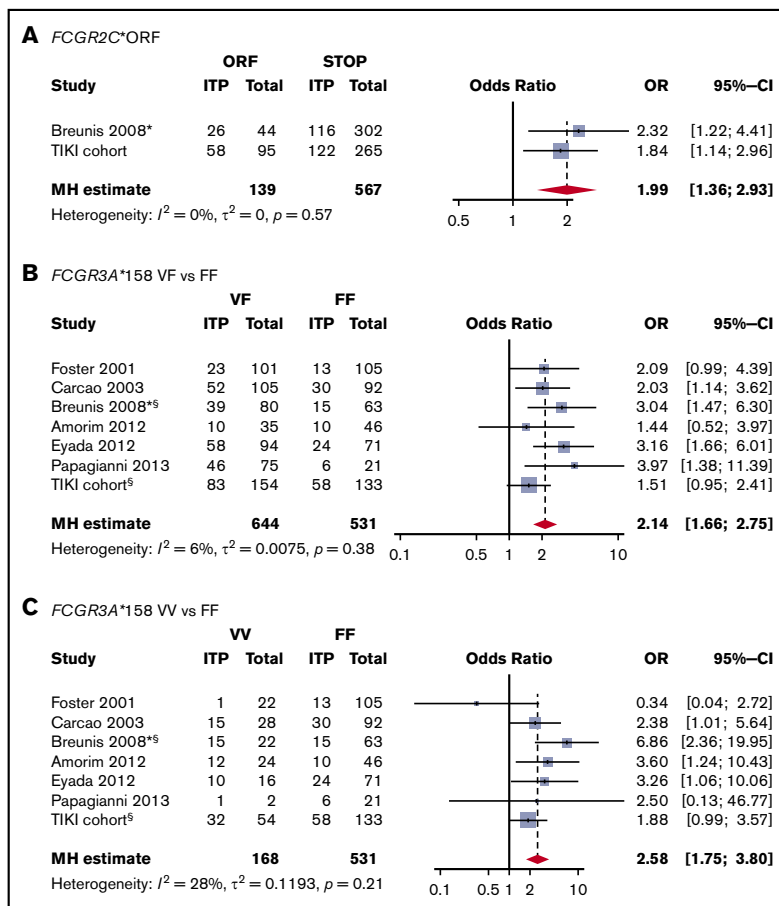 A FCGR2C*ORF
ORF STOP
Study ITP Total ITP Total Odds Ratio OR 95%–CI
Breunis 2008* 26 44 116 302 2.32 [1.22; 4.41]
TIKI cohort 58 95 122 265 1.84 [1.14; 2.96]
MH estimate 139 567 1.99 [1.36; 2.93]
Heterogeneity: I² = 0%, τ² = 0, p = 0.57
0.5 1 2
B FCGR3A*158 VF vs FF
VF FF
Study ITP Total ITP Total Odds Ratio OR 95%–CI
Foster 2001 23 101 13 105 2.09 [0.99; 4.39]
Carcao 2003 52 105 30 92 2.03 [1.14; 3.62]
Breunis 2008*§ 39 80 15 63 3.04 [1.47; 6.30]
Amorim 2012 10 35 10 46 1.44 [0.52; 3.97]
Eyada 2012 58 94 24 71 3.16 [1.66; 6.01]
Papagianni 2013 46 75 6 21 3.97 [1.38; 11.39]
TIKI cohort§ 83 154 58 133 1.51 [0.95; 2.41]
MH estimate 644 531 2.14 [1.66; 2.75]
Heterogeneity: I² = 6%, τ² = 0.0075, p = 0.38
0.1 0.5 1 2 10
C FCGR3A*158 VV vs FF
VV FF
Study ITP Total ITP Total Odds Ratio OR 95%–CI
Foster 2001 1 22 13 105 0.34 [0.04; 2.72]
Carcao 2003 15 28 30 92 2.38 [1.01; 5.64]
Breunis 2008*§ 15 22 15 63 6.86 [2.36; 19.95]
Amorim 2012 12 24 10 46 3.60 [1.24; 10.43]
Eyada 2012 10 16 24 71 3.26 [1.06; 10.06]
Papagianni 2013 1 2 6 21 2.50 [0.13; 46.77]
TIKI cohort§ 32 54 58 133 1.88 [0.99; 3.57]
MH estimate 168 531 2.58 [1.75; 3.80]
Heterogeneity: I² = 28%, τ² = 0.1193, p = 0.21
0.1 0.5 1 2 10